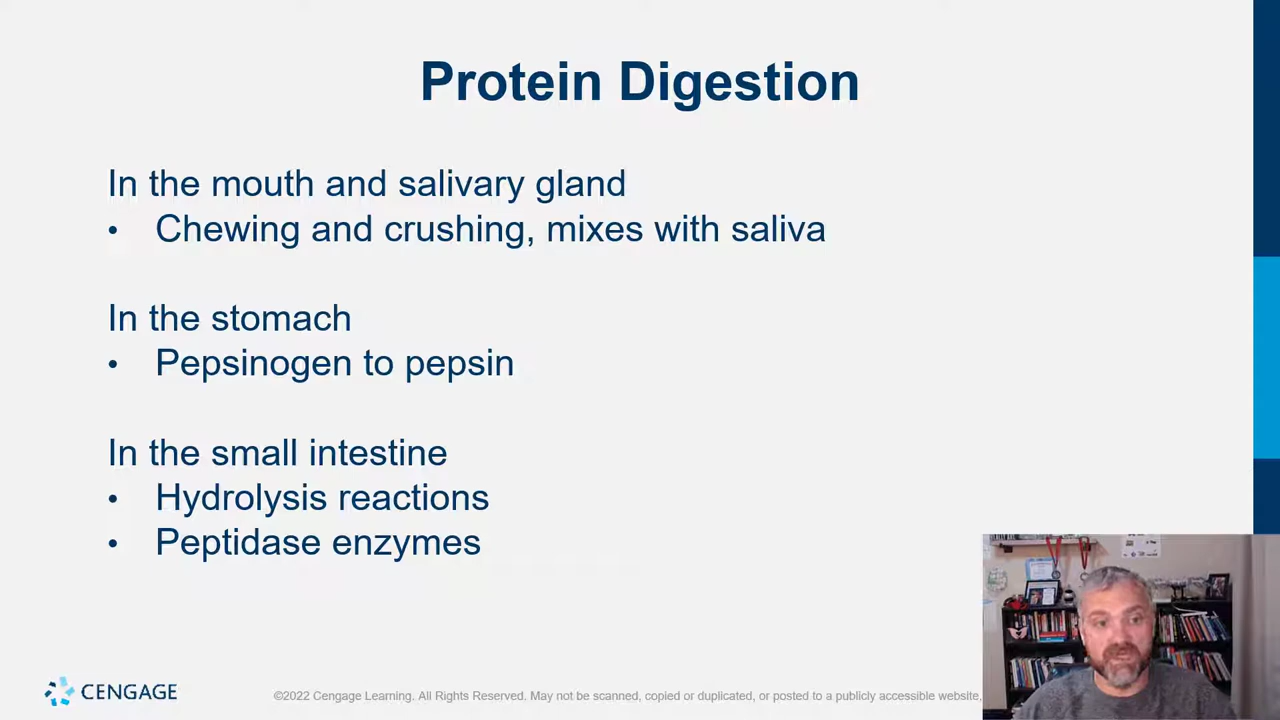 Protein Digestion
In the mouth and salivary gland
• Chewing and crushing, mixes with saliva
In the stomach
• Pepsinogen to pepsin
In the small intestine
• Hydrolysis reactions
• Peptidase enzymes
CENGAGE
©2022 Cengage Learning. All Rights Reserved. May not be scanned, copied or duplicated, or posted to a publicly accessible website,